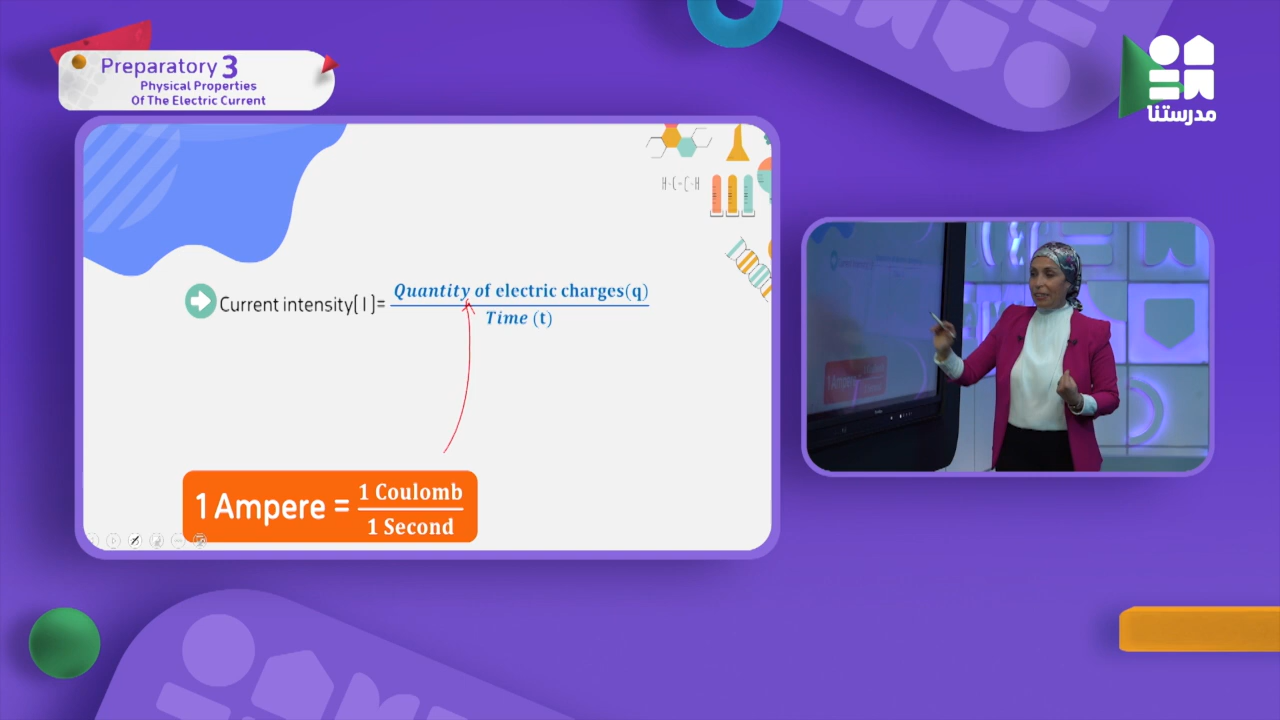 Preparatory 3
Physical Properties
Of The Electric Current
مدرستنا
H-C=C-H
Current intensity(I)= Quantity of electric charges(q)
Time (t)
1 Ampere = 1 Coulomb
1 Second